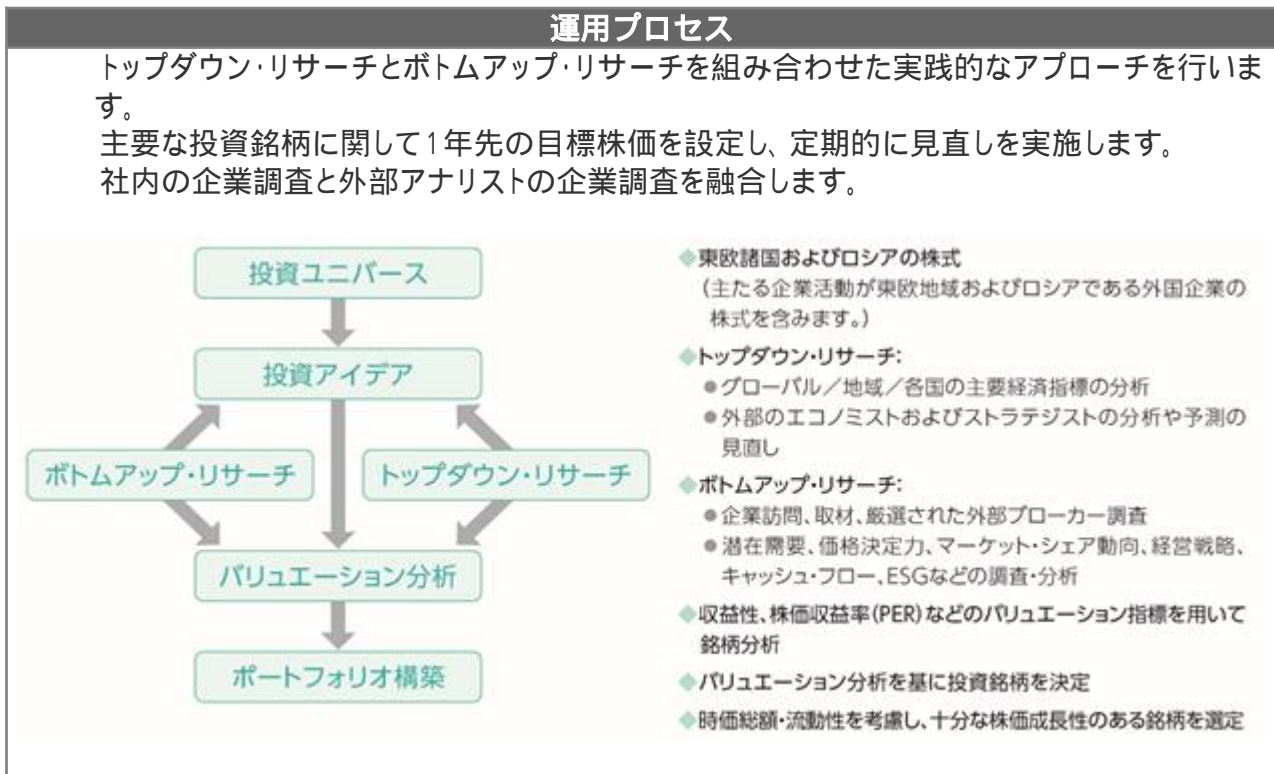 運用プロセス
トップダウン・リサーチとボトムアップ・リサーチを組み合わせた実践的なアプローチを行いま
す。
主要な投資銘柄に関して1年先の目標株価を設定し、定期的に見直しを実施します。
社内の企業調査と外部アナリストの企業調査を融合します。
投資ユニバース
投資アイデア
ボトムアップ・リサーチ
トップダウン・リサーチ
バリュエーション分析
ポートフォリオ構築
◆東欧諸国およびロシアの株式
(主たる企業活動が東欧地域およびロシアである外国企業の
株式を含みます。)
◆トップダウン・リサーチ:
●グローバル/地域/各国の主要経済指標の分析
●外部のエコノミストおよびストラテジストの分析や予測の
見直し
◆ボトムアップ・リサーチ:
●企業訪問、取材、厳選された外部ブローカー調査
●潜在需要、価格決定力、マーケット・シェア動向、経営戦略、
キャッシュ・フロー、ESGなどの調査・分析
◆収益性、株価収益率(PER)などのバリュエーション指標を用いて
銘柄分析
◆バリュエーション分析を基に投資銘柄を決定
◆時価総額・流動性を考慮し、十分な株価成長性のある銘柄を選定